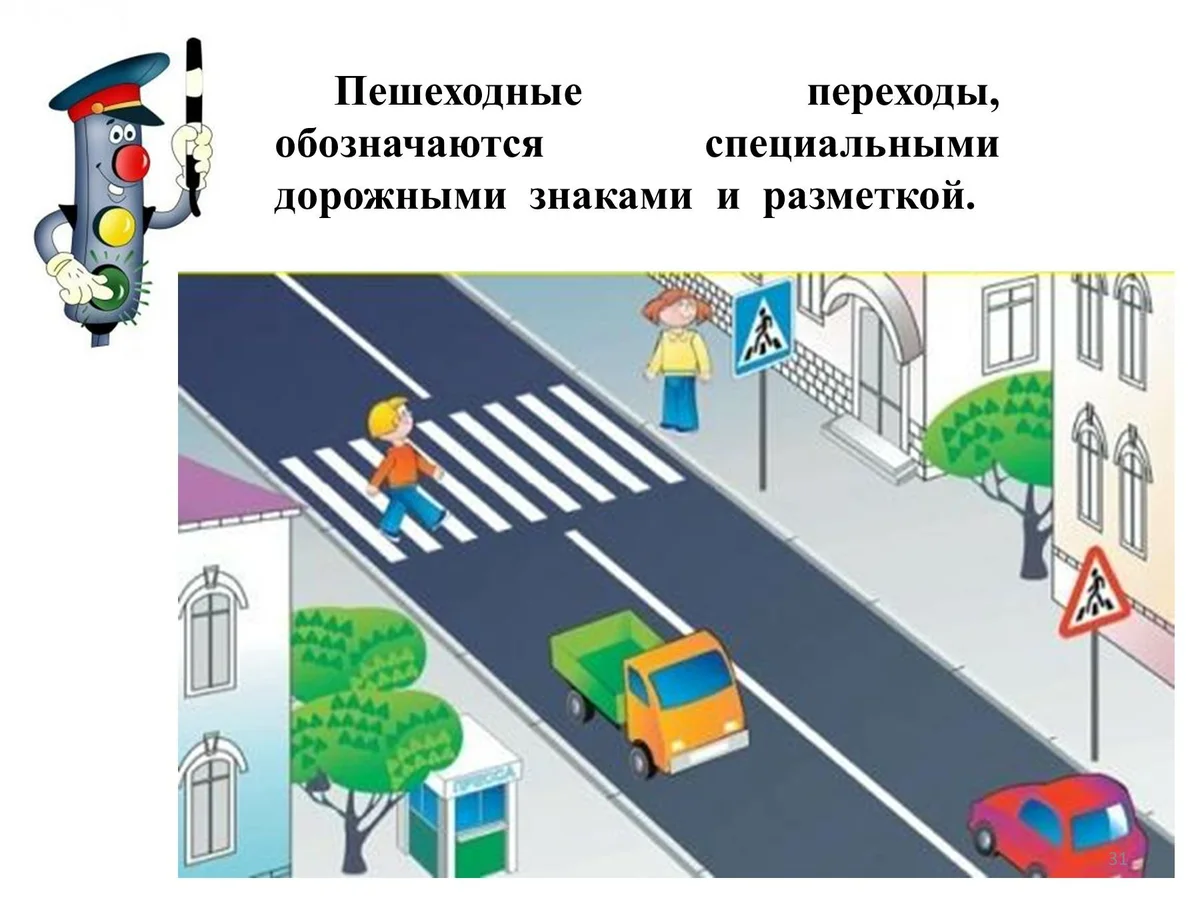 Пешеходные переходы,
обозначаются специальными
дорожными знаками и разметкой.
ПРЕССА
31